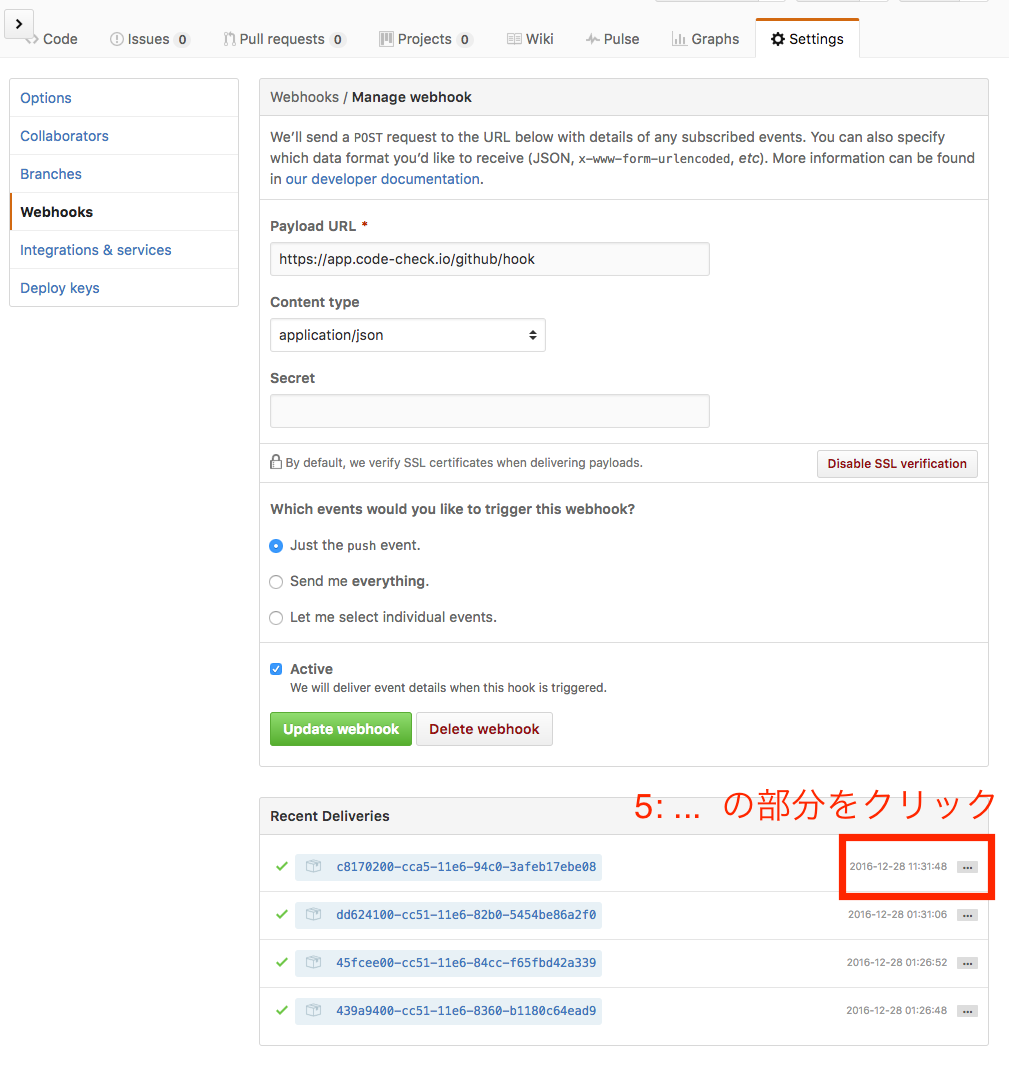 Code Issues 0 Pull requests 0 Projects 0 Wiki Pulse Graphs Settings
Options
Collaborators
Branches
Webhooks
Integrations & services
Deploy keys
Webhooks / Manage webhook
We’ll send a POST request to the URL below with details of any subscribed events. You can also specify
which data format you’d like to receive (JSON, x-www-form-urlencoded, etc). More information can be found
in our developer documentation.
Payload URL *
https://app.code-check.io/github/hook
Content type
application/json
Secret
By default, we verify SSL certificates when delivering payloads.
Disable SSL verification
Which events would you like to trigger this webhook?
Just the push event.
Send me everything.
Let me select individual events.
Active
We will deliver event details when this hook is triggered.
Update webhook Delete webhook
5: ... の部分をクリック
Recent Deliveries
c8170200-cca5-11e6-94c0-3afeb17ebe08 2016-12-28 11:31:48 ...
dd624100-cc51-11e6-82b0-5454be86a2f0 2016-12-28 01:31:06 ...
45fcee00-cc51-11e6-84cc-f65fbd42a339 2016-12-28 01:26:52 ...
439a9400-cc51-11e6-8360-b1180c64ead9 2016-12-28 01:26:48 ...